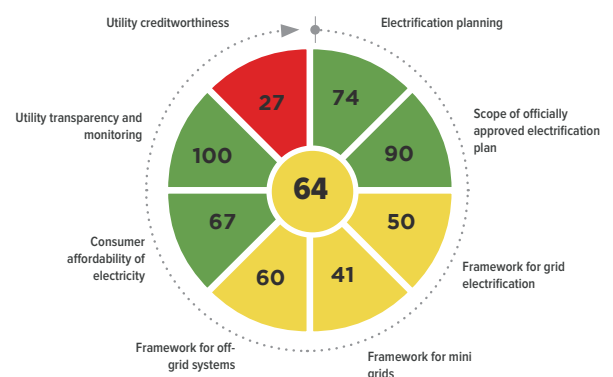 Utility creditworthiness
Electrification planning
27
74
Utility transparency and
monitoring
Scope of officially
approved electrification
plan
100
90
64
67
50
Consumer
affordability of
electricity
60
41
Framework for grid
electrification
Framework for off-
grid systems
Framework for mini
grids